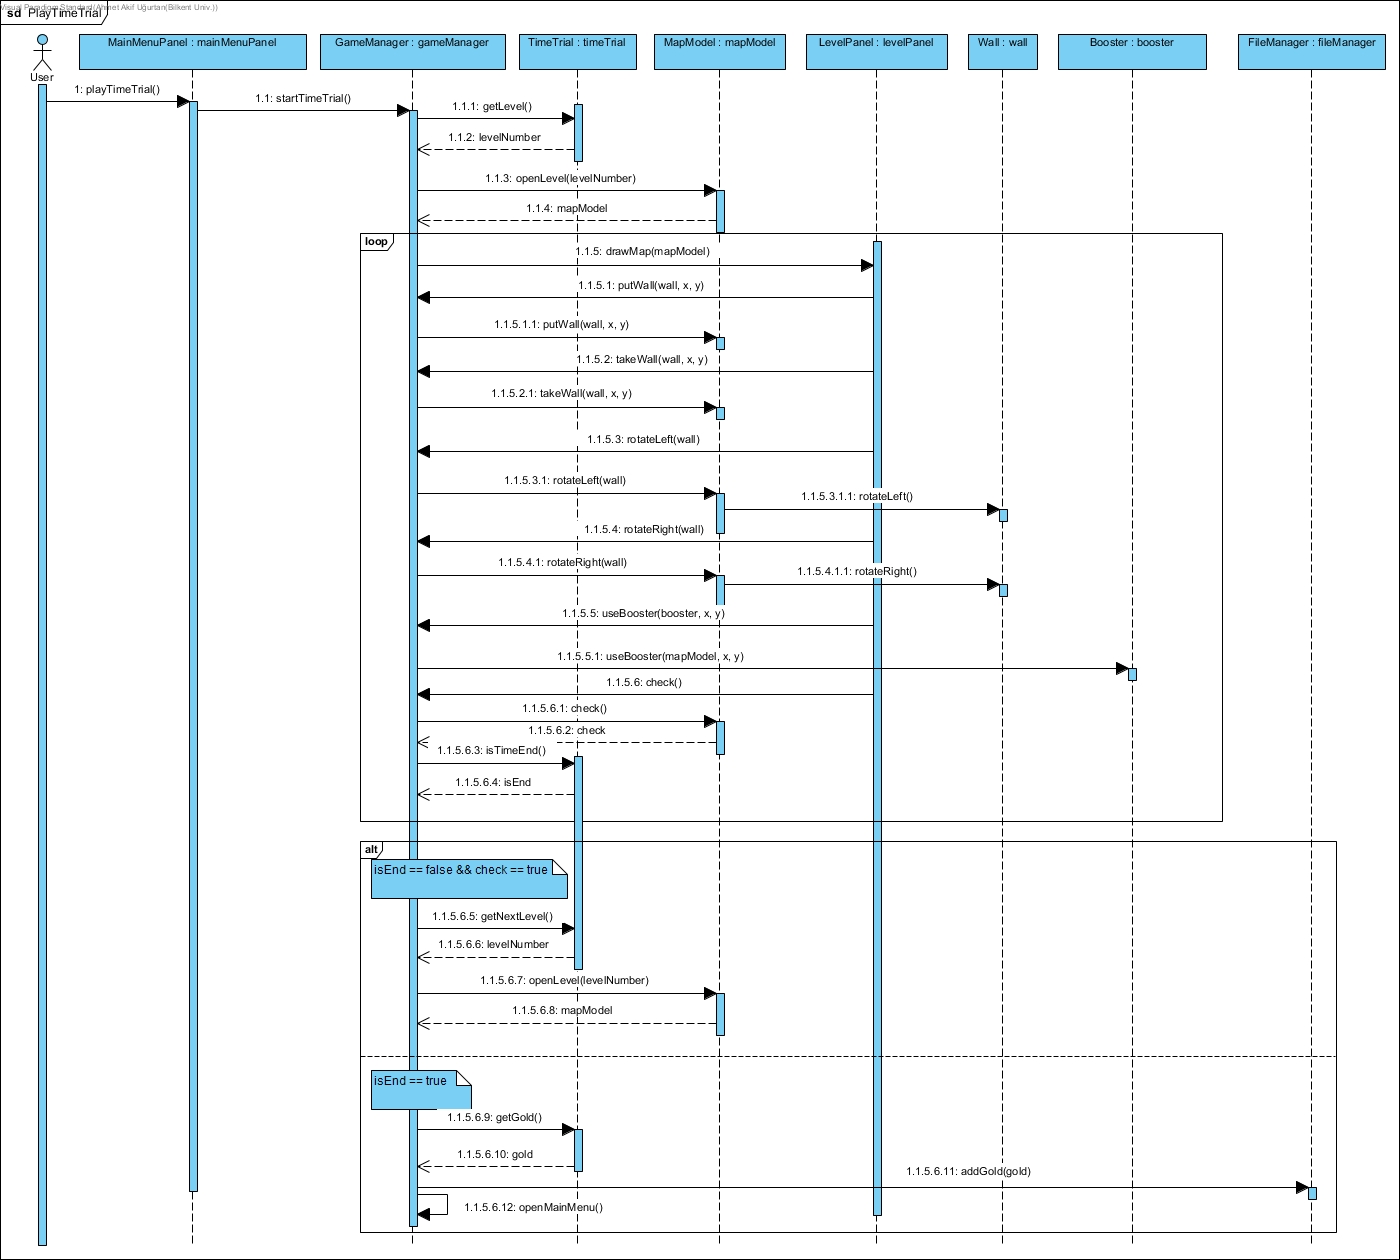 Visual Paradigm Standard(Ahmet Akif Uğurtan(Bilkent Univ.))
sd PlayTimeTrial
MainMenuPanel : mainMenuPanel
GameManager : gameManager
TimeTrial : timeTrial
MapModel : mapModel
LevelPanel : levelPanel
Wall : wall
Booster : booster
FileManager : fileManager
User
1: playTimeTrial()
1.1: startTimeTrial()
1.1.1: getLevel()
1.1.2: levelNumber
1.1.3: openLevel(levelNumber)
1.1.4: mapModel
loop
1.1.5: drawMap(mapModel)
1.1.5.1: putWall(wall, x, y)
1.1.5.1.1: putWall(wall, x, y)
1.1.5.2: takeWall(wall, x, y)
1.1.5.2.1: takeWall(wall, x, y)
1.1.5.3: rotateLeft(wall)
1.1.5.3.1: rotateLeft(wall)
1.1.5.3.1.1: rotateLeft()
1.1.5.4: rotateRight(wall)
1.1.5.4.1: rotateRight(wall)
1.1.5.4.1.1: rotateRight()
1.1.5.5: useBooster(booster, x, y)
1.1.5.5.1: useBooster(mapModel, x, y)
1.1.5.6: check()
1.1.5.6.1: check()
1.1.5.6.2: check
1.1.5.6.3: isTimeEnd()
1.1.5.6.4: isEnd
alt
isEnd == false && check == true
1.1.5.6.5: getNextLevel()
1.1.5.6.6: levelNumber
1.1.5.6.7: openLevel(levelNumber)
1.1.5.6.8: mapModel
isEnd == true
1.1.5.6.9: getGold()
1.1.5.6.10: gold
1.1.5.6.11: addGold(gold)
1.1.5.6.12: openMainMenu()